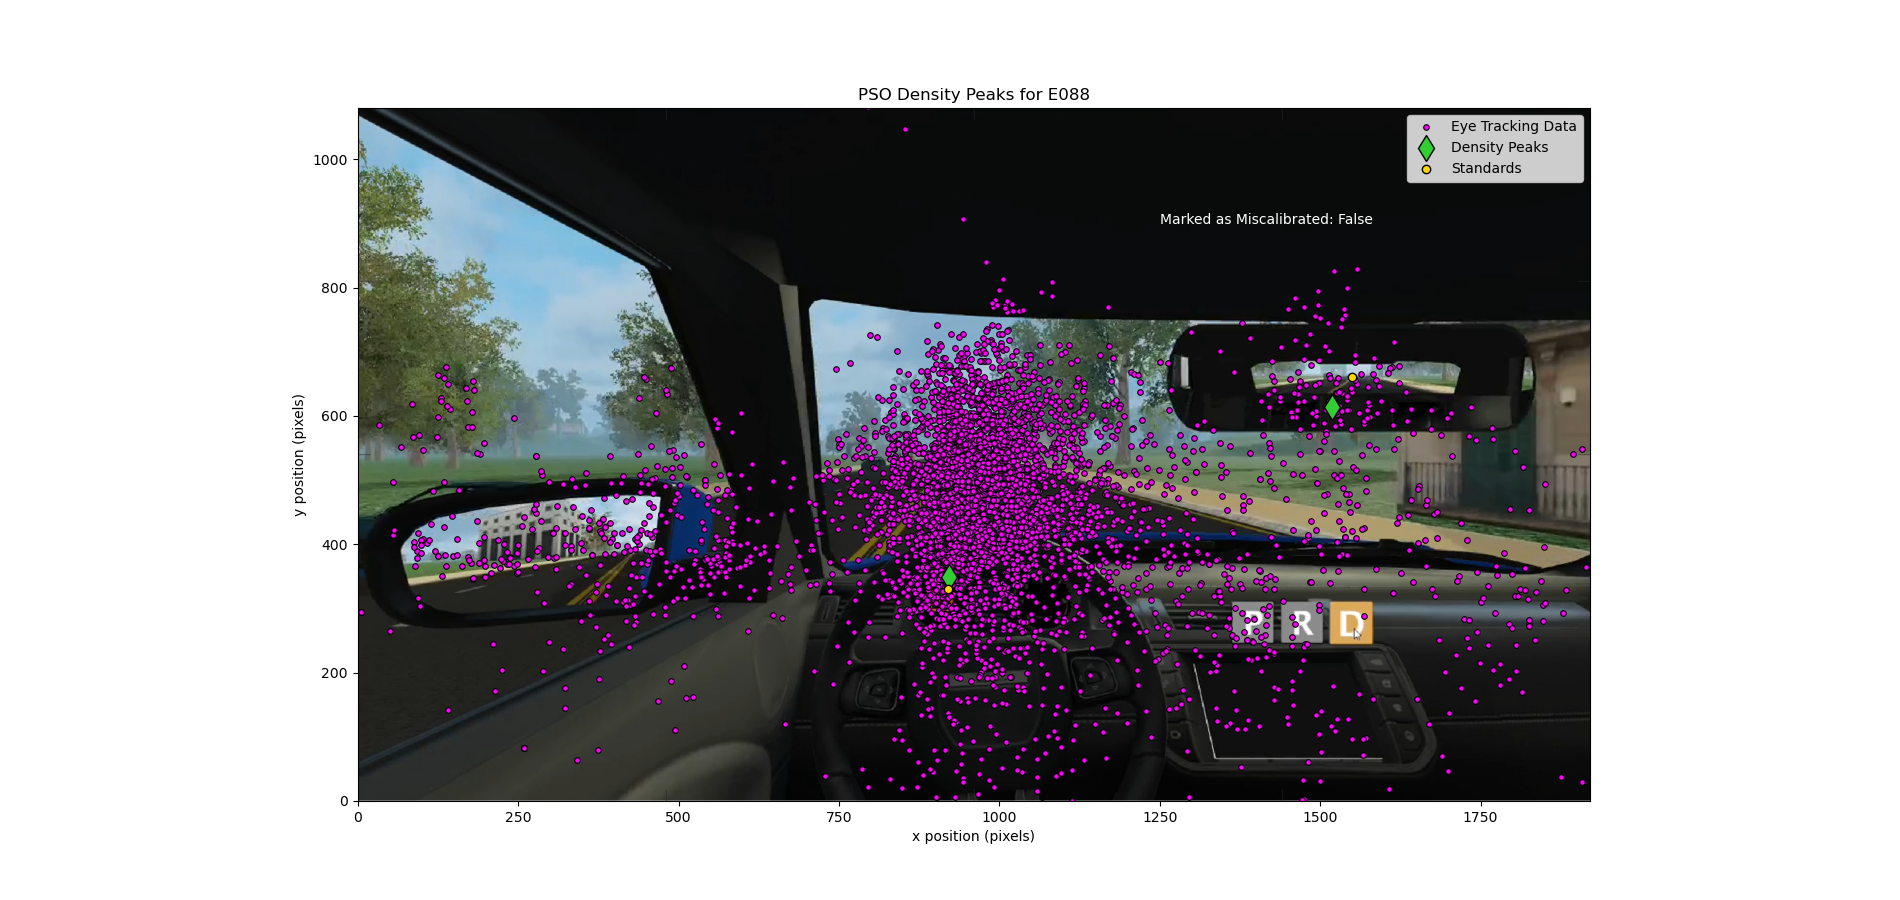 PSO Density Peaks for E088
Eye Tracking Data
Density Peaks
Standards
Marked as Miscalibrated: False
y position (pixels)
1000
800
600
400
200
0
P R D
0 250 500 750 1000 1250 1500 1750
x position (pixels)